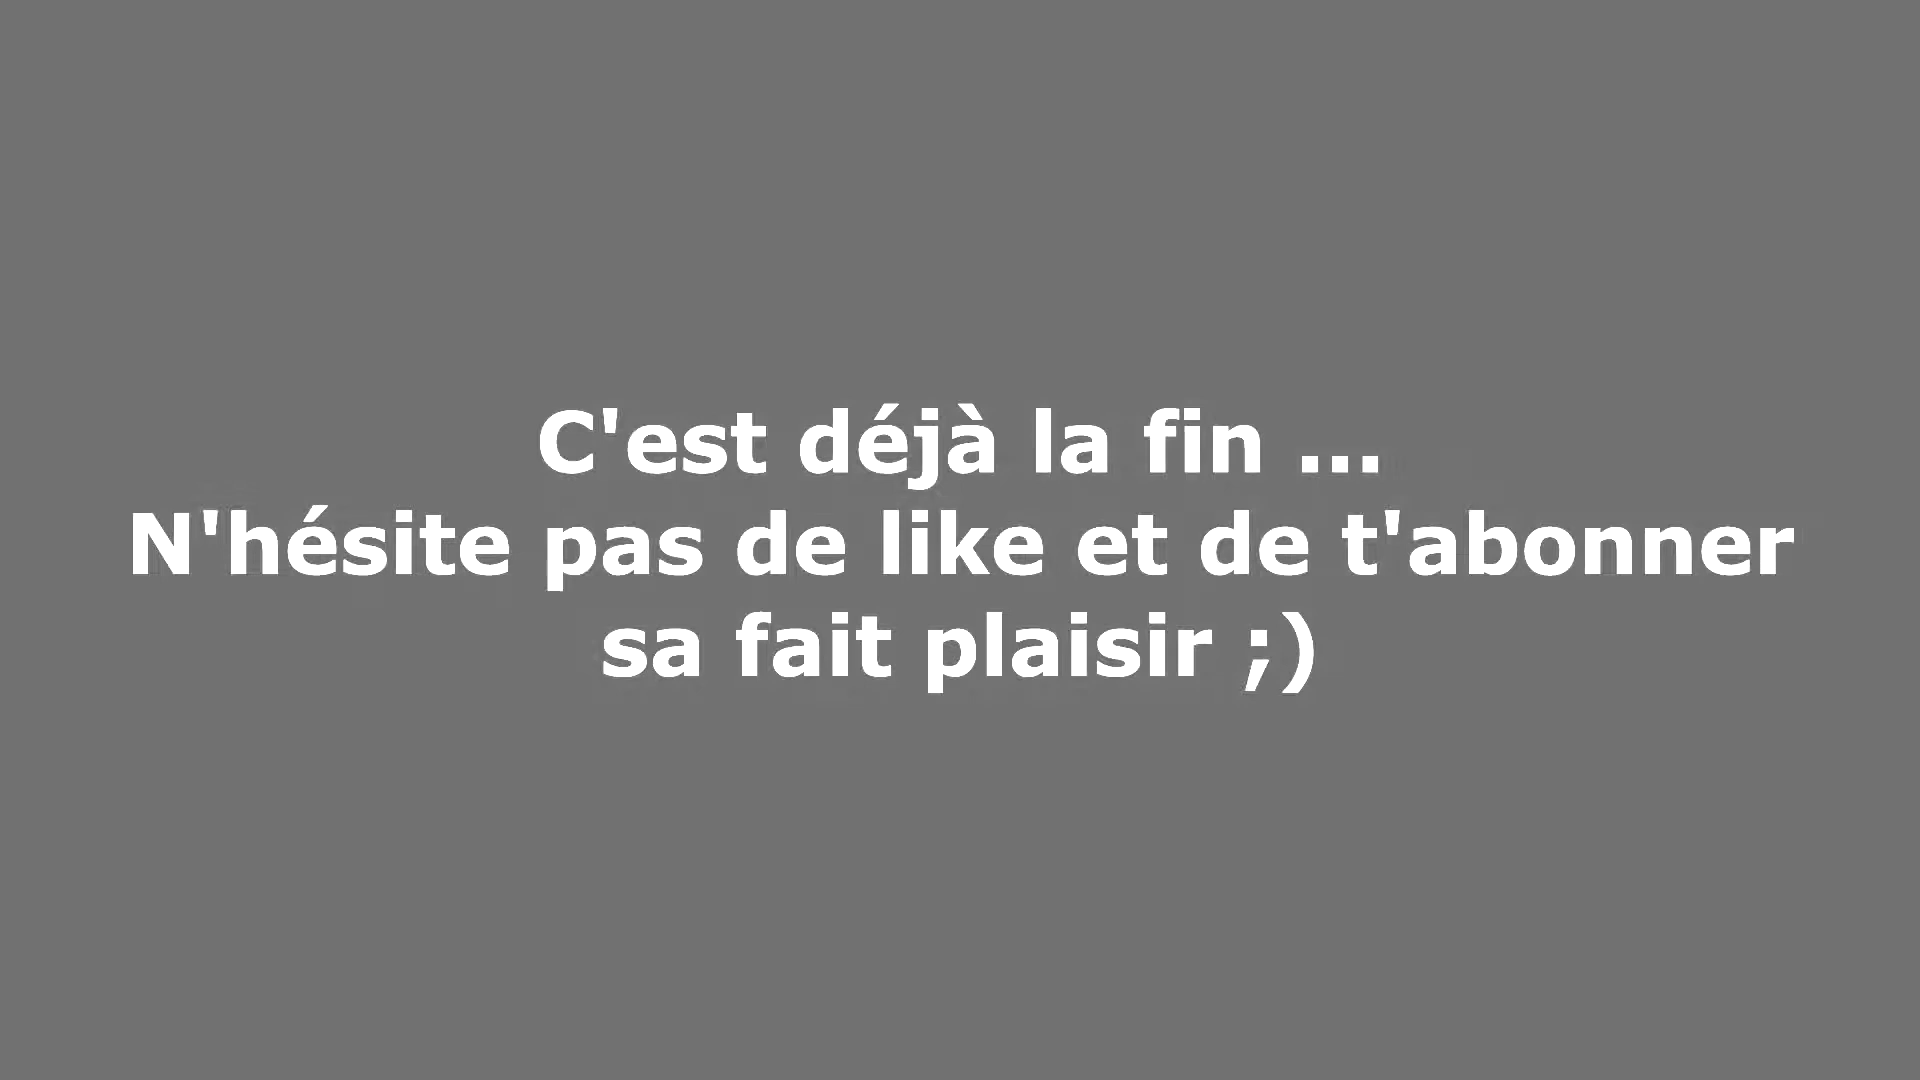 C'est déjà la fin ...
N'hésite pas de like et de t'abonner
sa fait plaisir ;)